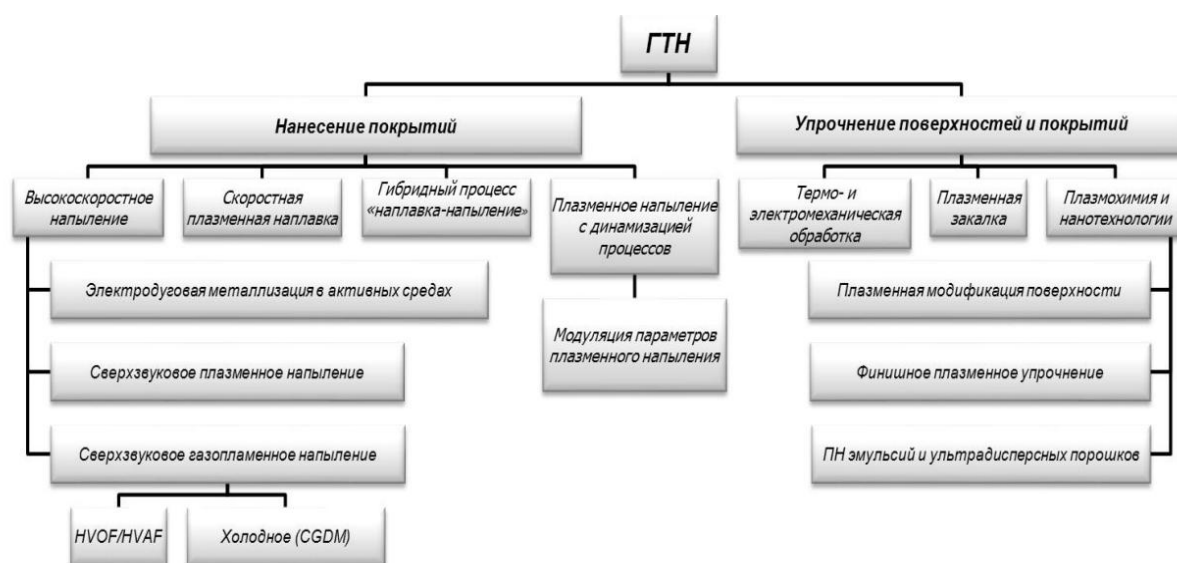 ГТН
Нанесение покрытий
Упрочнение поверхностей и покрытий
Высокоскоростное
напыление
Скоростная
плазменная наплавка
Гибридный процесс
«наплавка-напыление»
Плазменное напыление
с динамизацией
процессов
Термо- и
электромеханическая
обработка
Плазменная
закалка
Плазмохимия и
нанотехнологии
Электродуговая металлизация в активных средах
Плазменная модификация поверхности
Модуляция параметров
плазменного напыления
Сверхзвуковое плазменное напыление
Финишное плазменное упрочнение
Сверхзвуковое газопламенное напыление
ПН эмульсий и ультрадисперсных порошков
HVOF/HVAF
Холодное (CGDM)